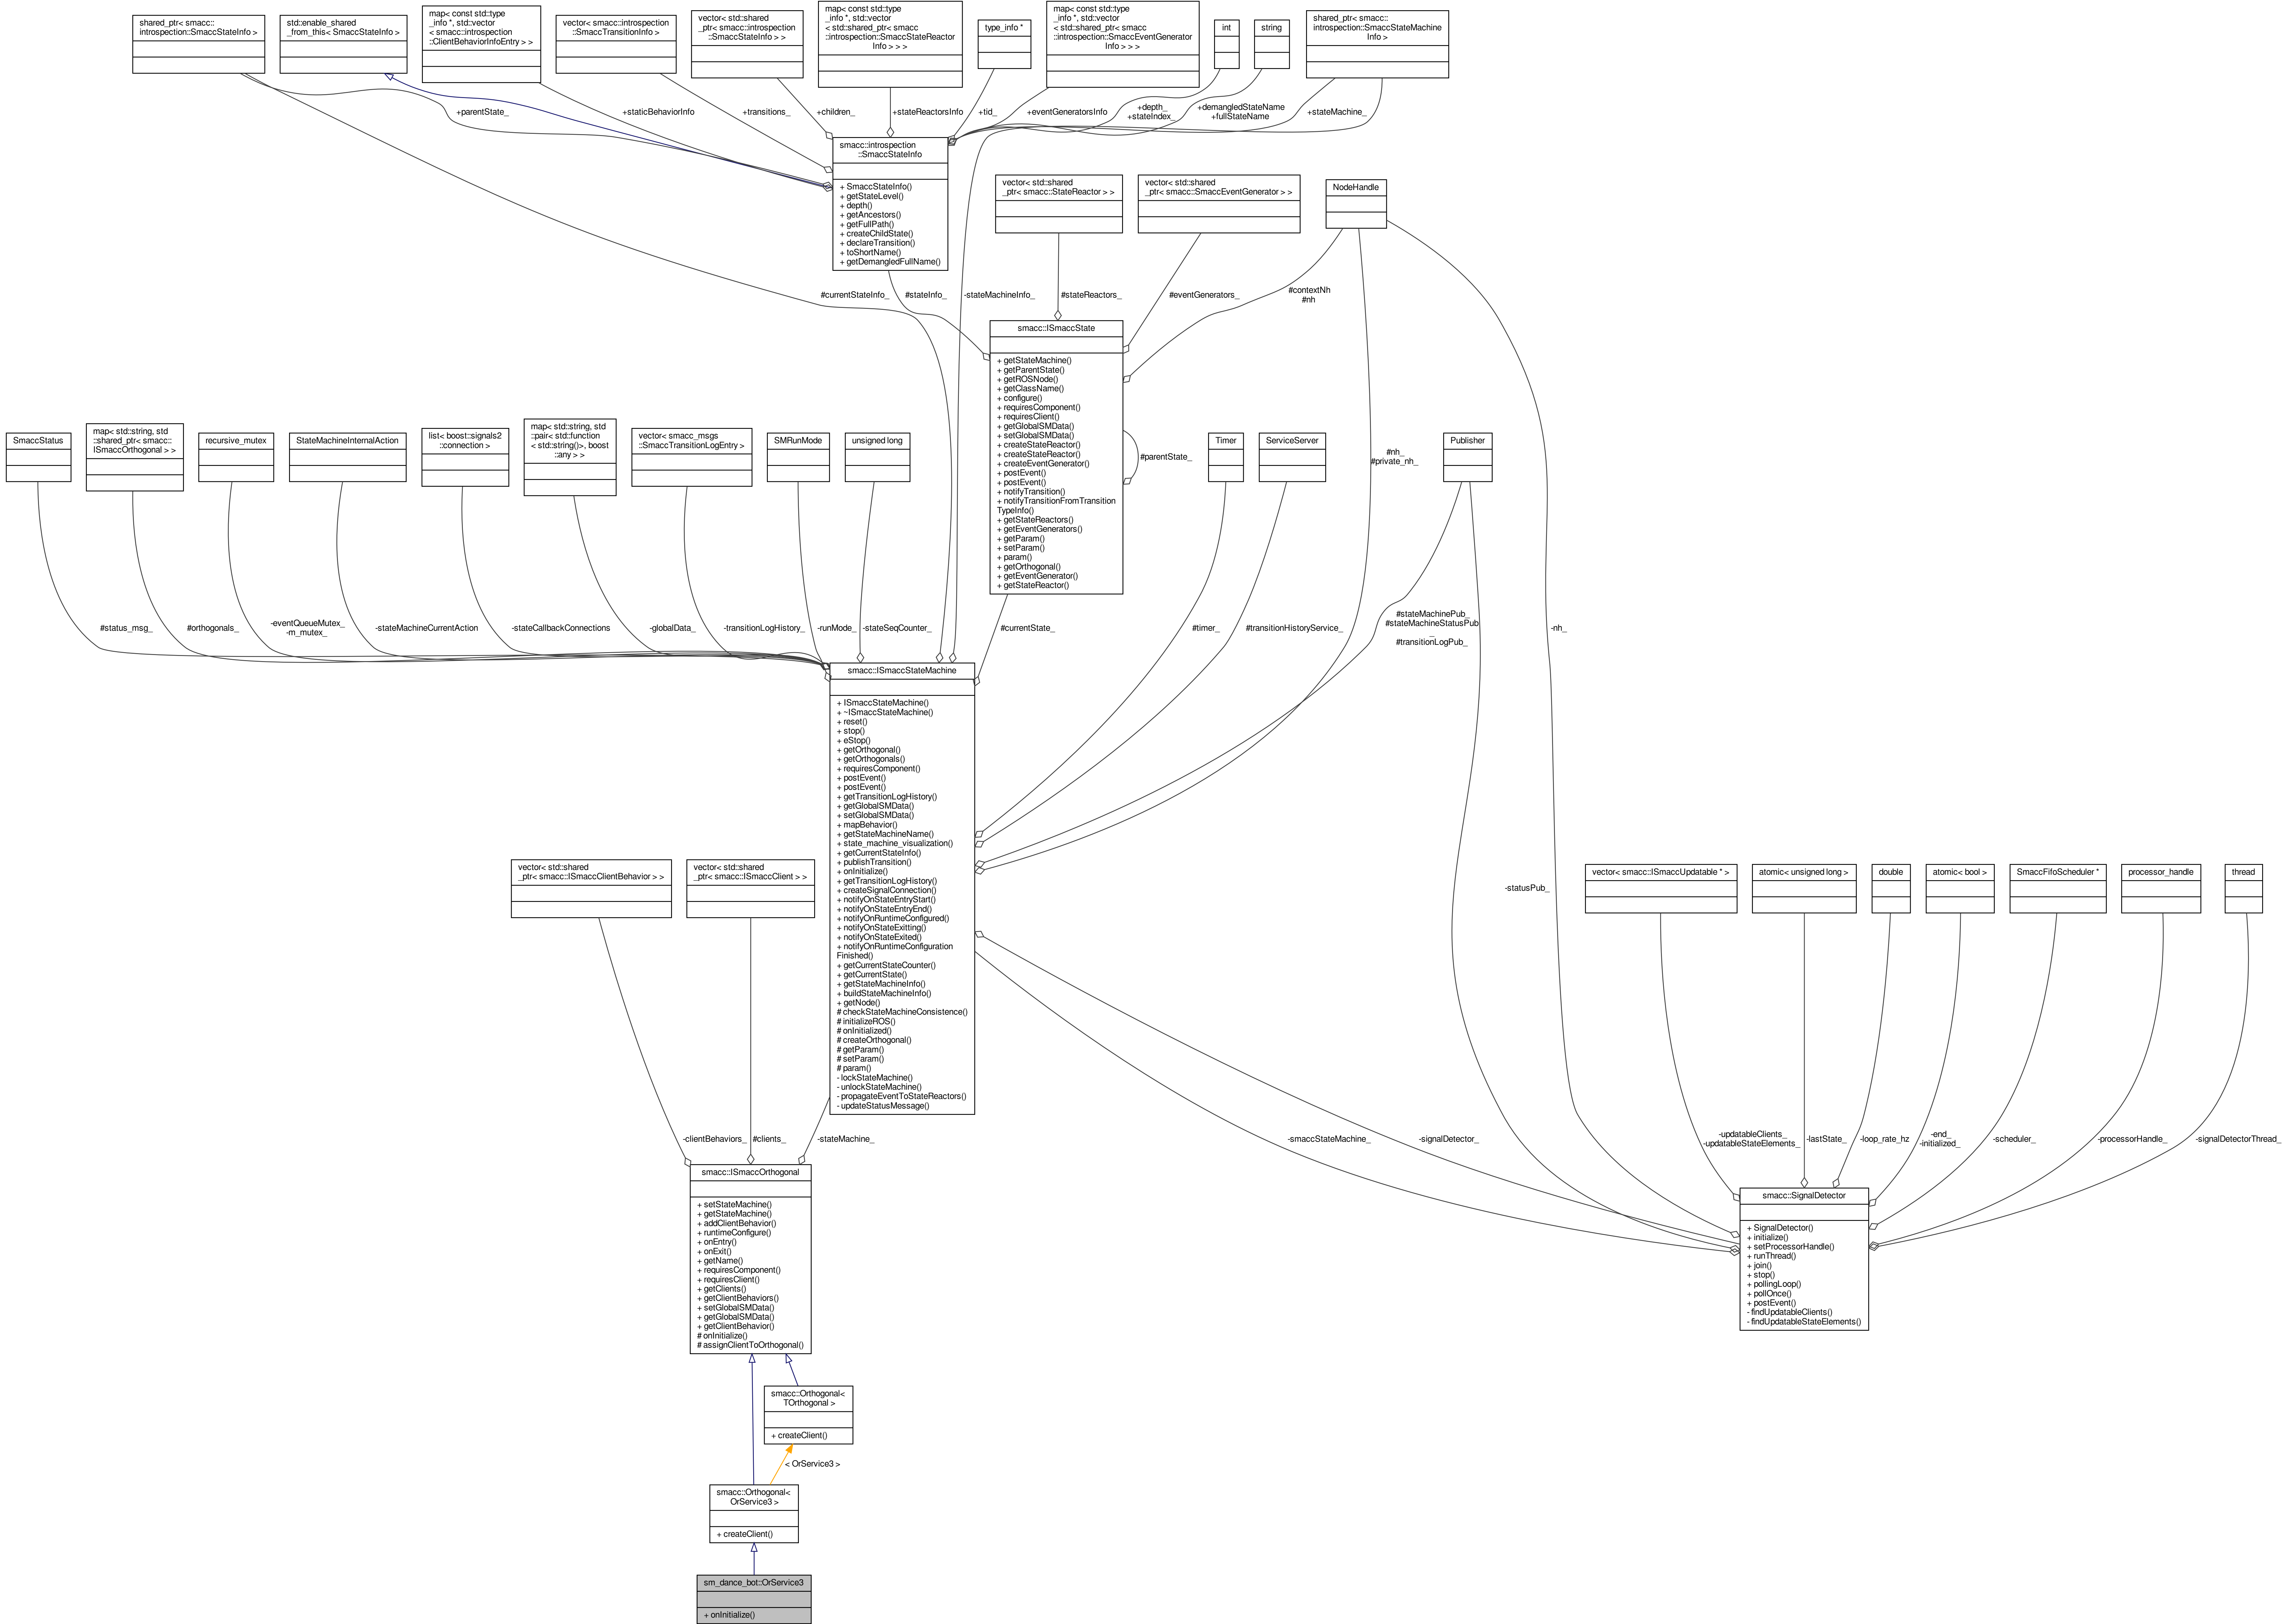 shared_ptr< smacc::
introspection::SmaccStateInfo >
std::enable_shared
_from_this< SmaccStateInfo >
map< const std::type
_info *, std::vector
< smacc::introspection
::ClientBehaviorInfoEntry > >
vector< smacc::introspection
::SmaccTransitionInfo >
vector< std::shared
_ptr< smacc::introspection
::SmaccStateInfo > >
map< const std::type
_info *, std::vector
< std::shared_ptr< smacc
::introspection::SmaccStateReactor
Info > > >
type_info *
map< const std::type
_info *, std::vector
< std::shared_ptr< smacc
::introspection::SmaccEventGenerator
Info > > >
int
string
shared_ptr< smacc::
introspection::SmaccStateMachine
Info >
+parentState_
+staticBehaviorInfo
+transitions_
+children_
+stateReactorsInfo
+tid_
+eventGeneratorsInfo
+depth_
+stateIndex_
+demangledStateName
+fullStateName
+stateMachine_
smacc::introspection
::SmaccStateInfo
+ SmaccStateInfo()
+ getStateLevel()
+ depth()
+ getAncestors()
+ getFullPath()
+ createChildState()
+ declareTransition()
+ toShortName()
+ getDemangledFullName()
vector< std::shared
_ptr< smacc::StateReactor > >
vector< std::shared
_ptr< smacc::SmaccEventGenerator > >
NodeHandle
#currentStateInfo_
#stateInfo_
-stateMachineInfo_
#stateReactors_
#eventGenerators_
#contextNh
#nh
smacc::ISmaccState
+ getStateMachine()
+ getParentState()
+ getROSNode()
+ getClassName()
+ configure()
+ requiresComponent()
+ requiresClient()
+ getGlobalSMData()
+ setGlobalSMData()
+ createStateReactor()
+ createStateReactor()
+ createEventGenerator()
+ postEvent()
+ postEvent()
+ notifyTransition()
+ notifyTransitionFromTransition
TypeInfo()
+ getStateReactors()
+ getEventGenerators()
+ getParam()
+ setParam()
+ param()
+ getOrthogonal()
+ getEventGenerator()
+ getStateReactor()
#parentState_
#nh_
#private_nh_
SmaccStatus
map< std::string, std
::shared_ptr< smacc::
ISmaccOrthogonal > >
recursive_mutex
StateMachineInternalAction
list< boost::signals2
::connection >
map< std::string, std
::pair< std::function
< std::string()>, boost
::any > >
vector< smacc_msgs
::SmaccTransitionLogEntry >
SMRunMode
unsigned long
Timer
ServiceServer
Publisher
#status_msg_
#orthogonals_
-eventQueueMutex_
-m_mutex_
-stateMachineCurrentAction
-stateCallbackConnections
-globalData_
-transitionLogHistory_
-runMode_
-stateSeqCounter_
#currentState_
#timer_
#transitionHistoryService_
#stateMachinePub_
#stateMachineStatusPub
_
#transitionLogPub_
-nh_
smacc::ISmaccStateMachine
+ ISmaccStateMachine()
+ ~ISmaccStateMachine()
+ reset()
+ stop()
+ eStop()
+ getOrthogonal()
+ getOrthogonals()
+ requiresComponent()
+ postEvent()
+ postEvent()
+ getTransitionLogHistory()
+ getGlobalSMData()
+ setGlobalSMData()
+ mapBehavior()
+ getStateMachineName()
+ state_machine_visualization()
+ getCurrentStateInfo()
+ publishTransition()
+ onInitialize()
+ getTransitionLogHistory()
+ createSignalConnection()
+ notifyOnStateEntryStart()
+ notifyOnStateEntryEnd()
+ notifyOnRuntimeConfigured()
+ notifyOnStateExitting()
+ notifyOnStateExited()
+ notifyOnRuntimeConfiguration
Finished()
+ getCurrentStateCounter()
+ getCurrentState()
+ getStateMachineInfo()
+ buildStateMachineInfo()
+ getNode()
# checkStateMachineConsistence()
# initializeROS()
# onInitialized()
# createOrthogonal()
# getParam()
# setParam()
# param()
- lockStateMachine()
- unlockStateMachine()
- propagateEventToStateReactors()
- updateStatusMessage()
vector< std::shared
_ptr< smacc::ISmaccClientBehavior > >
vector< std::shared
_ptr< smacc::ISmaccClient > >
-statusPub_
vector< smacc::ISmaccUpdatable * >
atomic< unsigned long >
double
atomic< bool >
SmaccFifoScheduler *
processor_handle
thread
-clientBehaviors_
#clients_
-stateMachine_
-smaccStateMachine_
-signalDetector_
-updatableClients_
-updatableStateElements_
-lastState_
-loop_rate_hz
-end_
-initialized_
-scheduler_
-processorHandle_
-signalDetectorThread_
smacc::ISmaccOrthogonal
+ setStateMachine()
+ getStateMachine()
+ addClientBehavior()
+ runtimeConfigure()
+ onEntry()
+ onExit()
+ getName()
+ requiresComponent()
+ requiresClient()
+ getClients()
+ getClientBehaviors()
+ setGlobalSMData()
+ getGlobalSMData()
+ getClientBehavior()
# onInitialize()
# assignClientToOrthogonal()
smacc::SignalDetector
+ SignalDetector()
+ initialize()
+ setProcessorHandle()
+ runThread()
+ join()
+ stop()
+ pollingLoop()
+ pollOnce()
+ postEvent()
- findUpdatableClients()
- findUpdatableStateElements()
smacc::Orthogonal<
TOrthogonal >
+ createClient()
< OrService3 >
smacc::Orthogonal<
OrService3 >
+ createClient()
sm_dance_bot::OrService3
+ onInitialize()